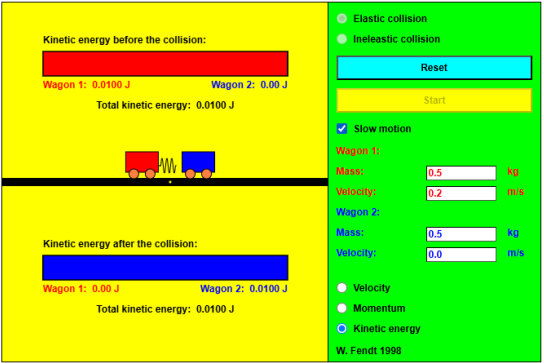 Kinetic energy before the collision:
Wagon 1: 0.0100 J Wagon 2: 0.00 J
Total kinetic energy: 0.0100 J
Kinetic energy after the collision:
Wagon 1: 0.00 J Wagon 2: 0.0100 J
Total kinetic energy: 0.0100 J
Elastic collision
Ineleastic collision
Reset
Start
Slow motion
Wagon 1:
Mass: 0.5 kg
Velocity: 0.2 m/s
Wagon 2:
Mass: 0.5 kg
Velocity: 0.0 m/s
Velocity
Momentum
Kinetic energy
W. Fendt 1998